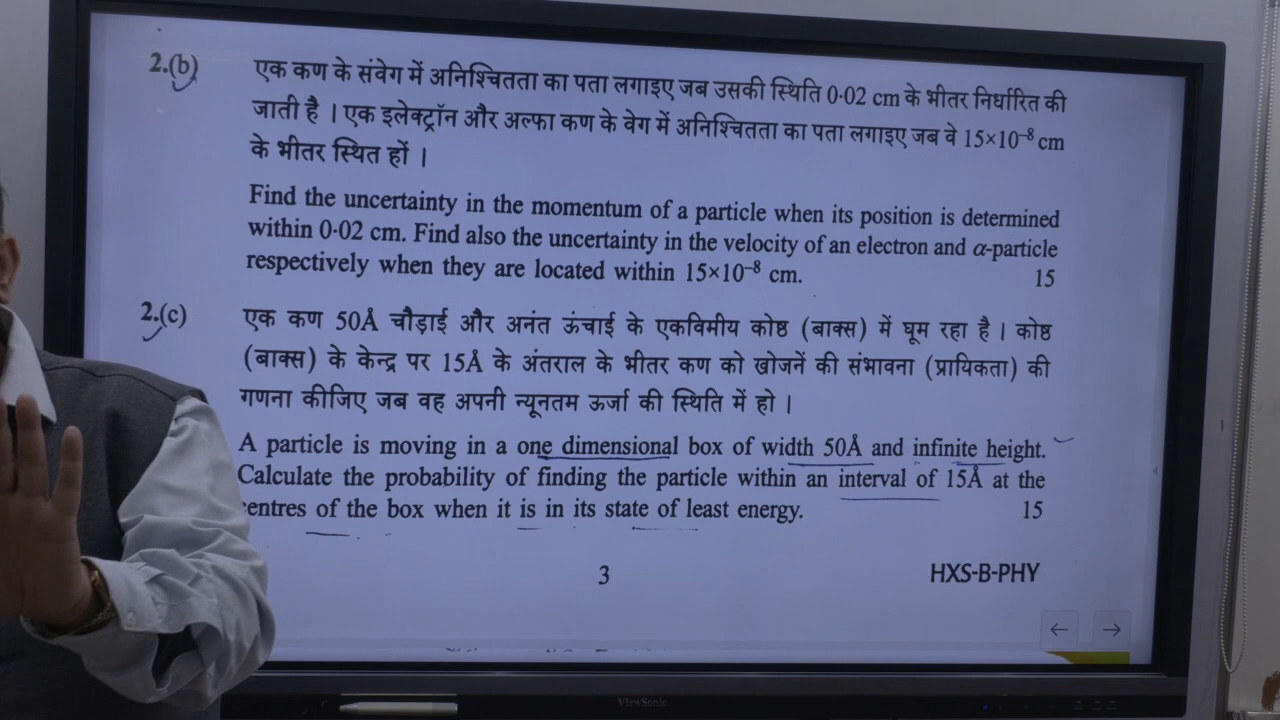 2.(b) एक कण के संवेग में अनिश्चितता का पता लगाइए जब उसकी स्थिति 0·02 cm के भीतर निर्धारित की
जाती है । एक इलेक्ट्रॉन और अल्फा कण के वेग में अनिश्चितता का पता लगाइए जब वे 15×10⁻⁸ cm
के भीतर स्थित हों ।
Find the uncertainty in the momentum of a particle when its position is determined
within 0·02 cm. Find also the uncertainty in the velocity of an electron and α-particle
respectively when they are located within 15×10⁻⁸ cm. 15
2.(c) एक कण 50Å चौड़ाई और अनंत ऊंचाई के एकविमीय कोष्ठ (बाक्स) में घूम रहा है । कोष्ठ
(बाक्स) के केन्द्र पर 15Å के अंतराल के भीतर कण को खोजनें की संभावना (प्रायिकता) की
गणना कीजिए जब वह अपनी न्यूनतम ऊर्जा की स्थिति में हो ।
A particle is moving in a one dimensional box of width 50Å and infinite height.
Calculate the probability of finding the particle within an interval of 15Å at the
entres of the box when it is in its state of least energy. 15
3 HXS-B-PHY
ViewSonic